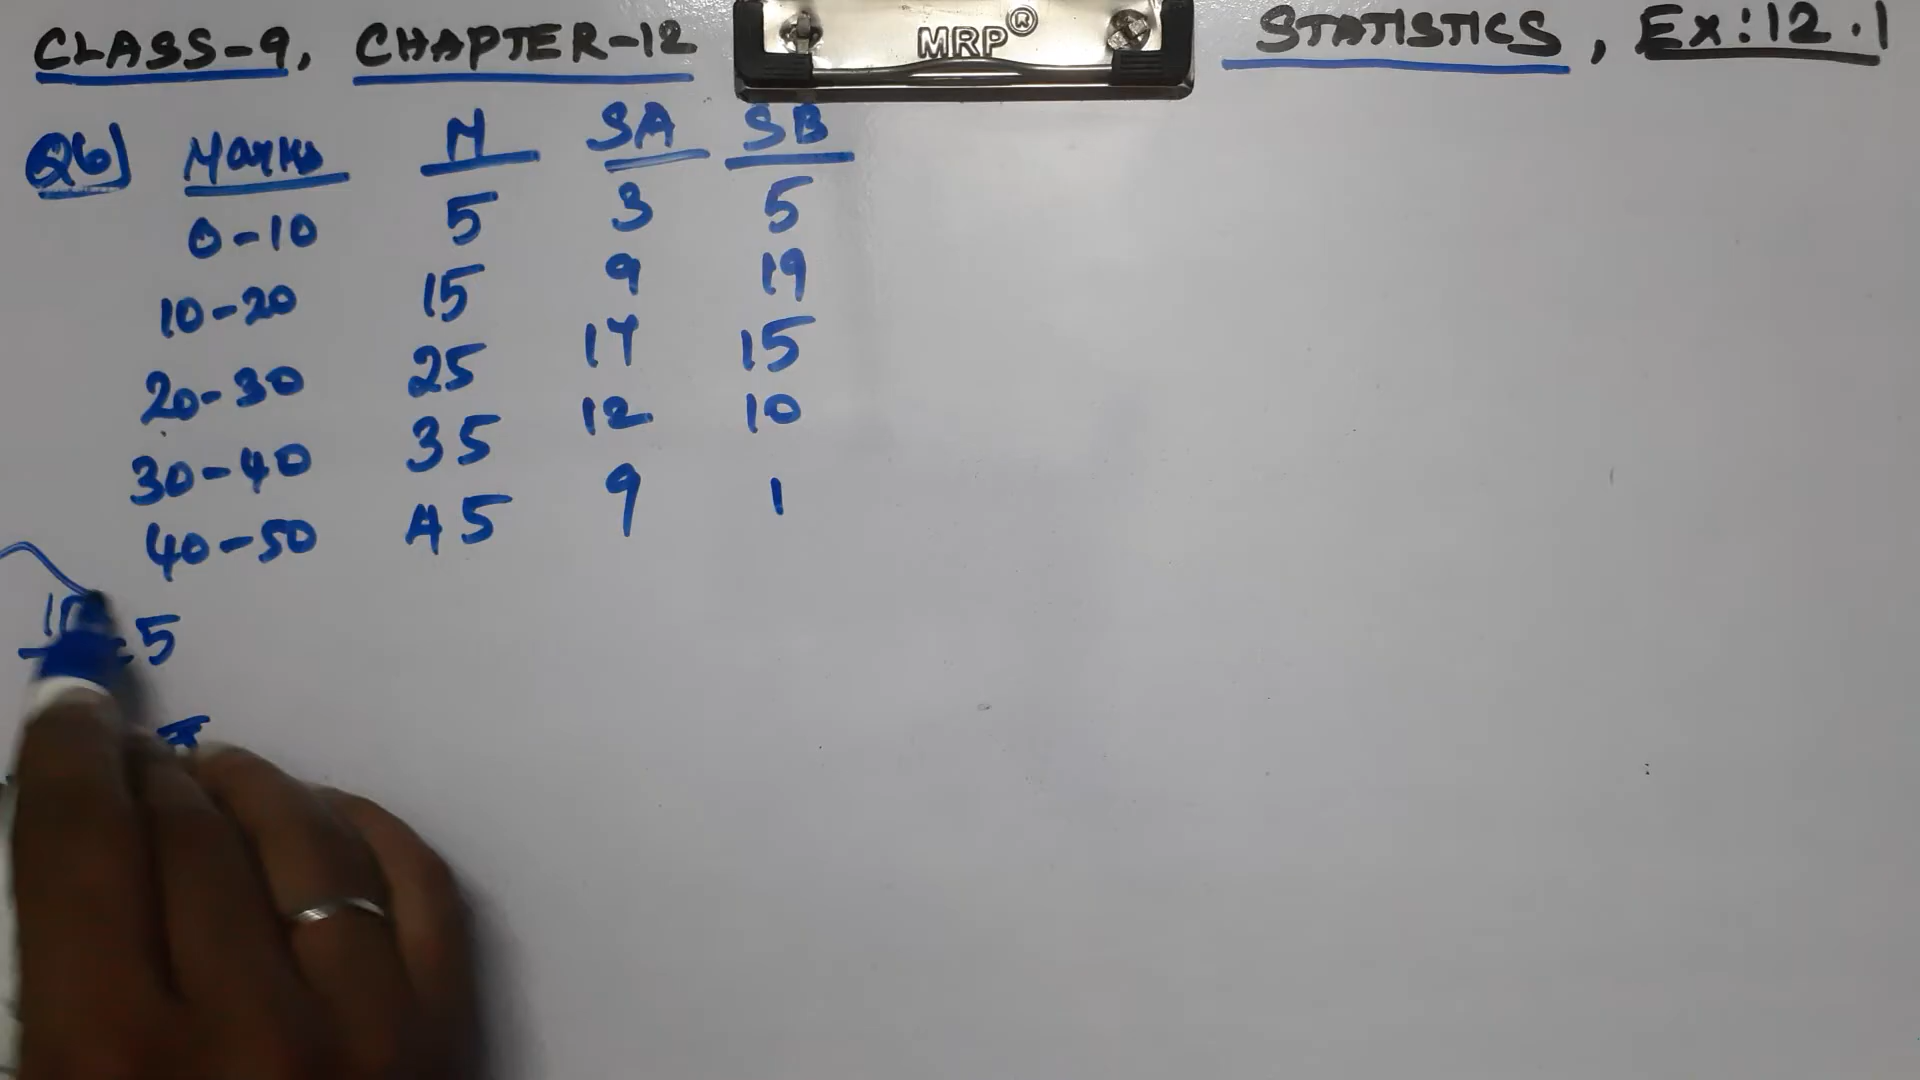 CLASS-9, CHAPTER-12 MRP® STATISTICS, Ex:12.1
Q6] Marks M SA SB
0-10 5 3 5
10-20 15 9 19
20-30 25 17 15
30-40 35 12 10
40-50 45 9 1
5